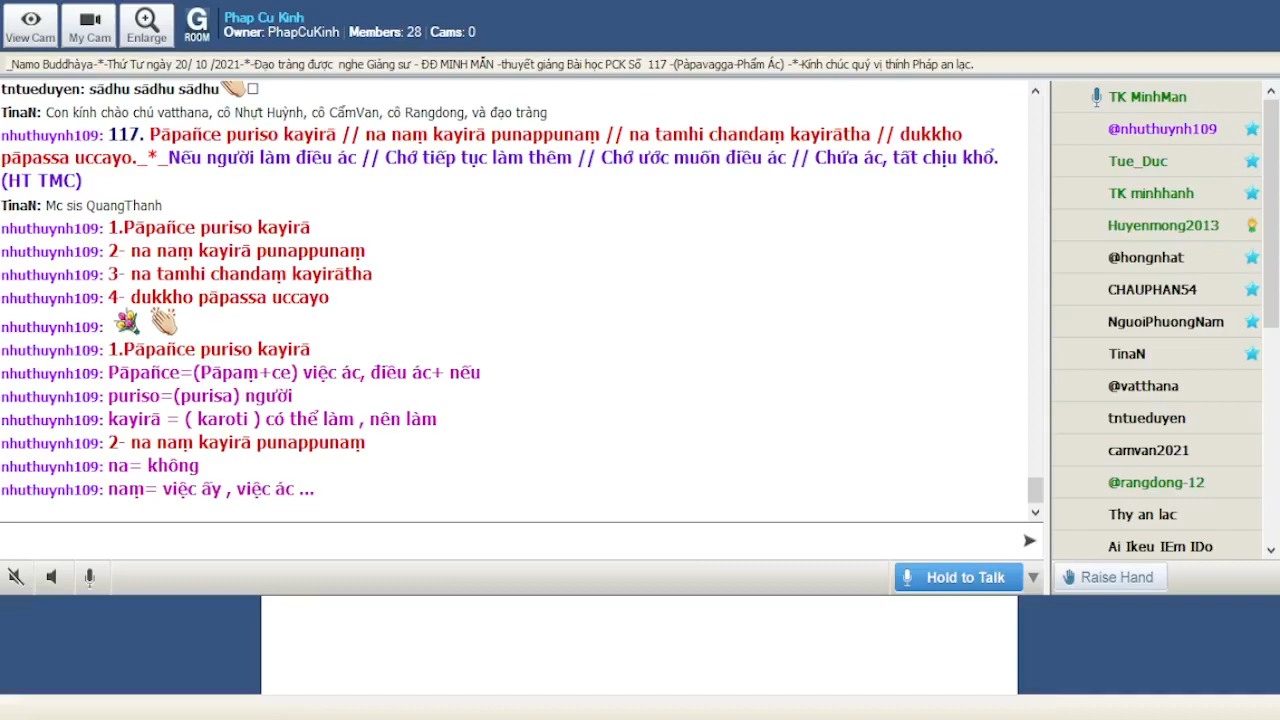 View Cam
My Cam
Enlarge
G
ROOM
Phap Cu Kinh
Owner: PhapCuKinh | Members: 28 | Cams: 0
_Namo Buddhàya-*-Thứ Tư ngày 20/ 10 /2021-*-Đạo tràng được nghe Giảng sư - ĐĐ MINH MẪN -thuyết giảng Bài học PCK Số 117 -(Pàpavagga-Phẩm Ác) -*-Kính chúc quý vị thính Pháp an lạc.
tntueduyen: sādhu sādhu sādhu
TinaN: Con kính chào chú vatthana, cô Nhựt Huỳnh, cô CẩmVan, cô Rangdong, và đạo tràng
nhuthuynh109: 117. Pāpañce puriso kayirā // na naṃ kayirā punappunaṃ // na tamhi chandaṃ kayirātha // dukkho
pāpassa uccayo._*_Nếu người làm điều ác // Chớ tiếp tục làm thêm // Chớ ước muốn điều ác // Chứa ác, tất chịu khổ.
(HT TMC)
TinaN: Mc sis QuangThanh
nhuthuynh109: 1.Pāpañce puriso kayirā
nhuthuynh109: 2- na naṃ kayirā punappunaṃ
nhuthuynh109: 3- na tamhi chandaṃ kayirātha
nhuthuynh109: 4- dukkho pāpassa uccayo
nhuthuynh109:
nhuthuynh109: 1.Pāpañce puriso kayirā
nhuthuynh109: Pāpañce=(Pāpaṃ+ce) việc ác, điều ác+ nếu
nhuthuynh109: puriso=(purisa) người
nhuthuynh109: kayirā = ( karoti ) có thể làm , nên làm
nhuthuynh109: 2- na naṃ kayirā punappunaṃ
nhuthuynh109: na= không
nhuthuynh109: naṃ= việc ấy , việc ác ...
TK MinhMan
@nhuthuynh109
Tue_Duc
TK minhhanh
Huyenmong2013
@hongnhat
CHAUPHAN54
NguoiPhuongNam
TinaN
@vatthana
tntueduyen
camvan2021
@rangdong-12
Thy an lac
Ai Ikeu IEm IDo
Hold to Talk
Raise Hand